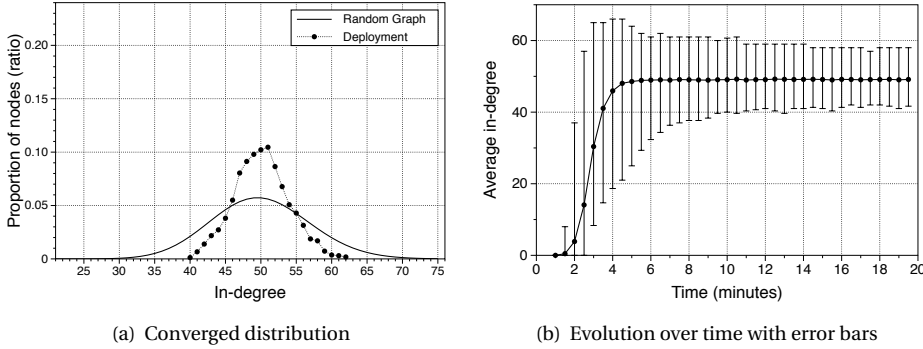 Random Graph
Deployment
0.20
0.15
0.10
0.05
0
Proportion of nodes (ratio)
25 30 35 40 45 50 55 60 65 70 75
In-degree
(a) Converged distribution
60
40
20
0
Average in-degree
0 2 4 6 8 10 12 14 16 18 20
Time (minutes)
(b) Evolution over time with error bars